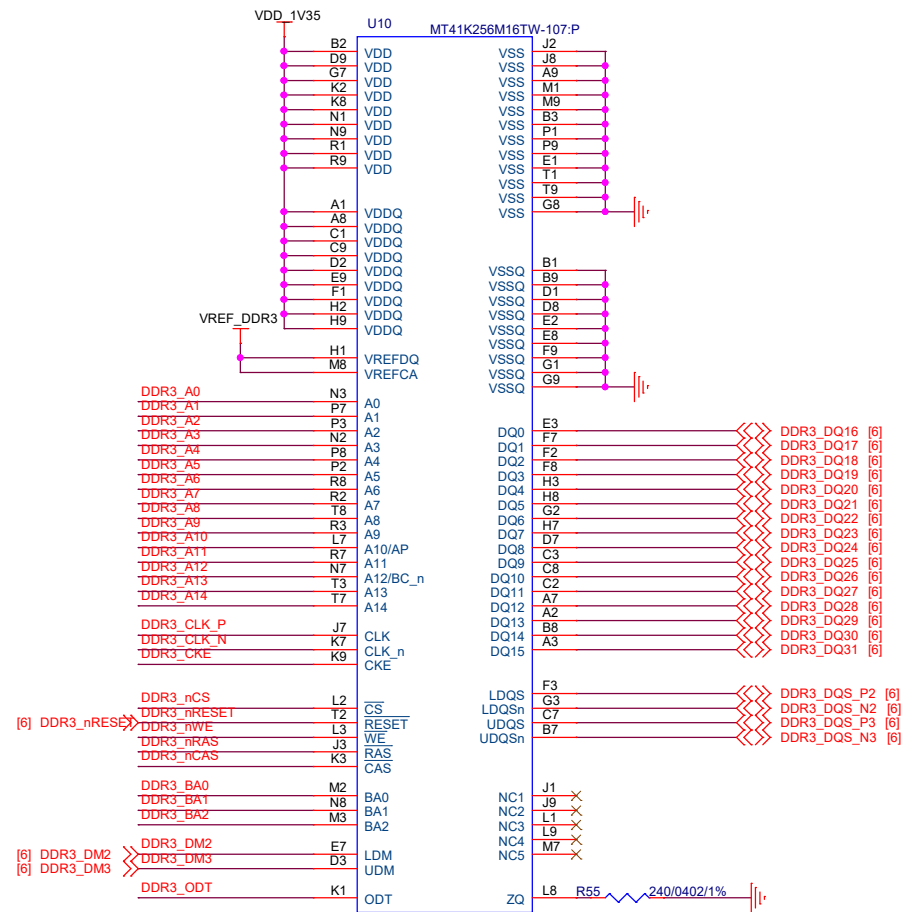 VDD_1V35
U10 MT41K256M16TW-107:P
B2 VDD VSS J2
D9 VDD VSS J8
G7 VDD VSS A9
K2 VDD VSS M1
K8 VDD VSS M9
N1 VDD VSS B3
N9 VDD VSS P1
R1 VDD VSS P9
R9 VDD VSS E1
VSS T1
VSS T9
A1 VDDQ VSS G8
A8 VDDQ
C1 VDDQ
C9 VDDQ
D2 VDDQ VSSQ B1
E9 VDDQ VSSQ B9
F1 VDDQ VSSQ D1
H2 VDDQ VSSQ D8
H9 VDDQ VSSQ E2
VREF_DDR3 VSSQ E8
H1 VREFDQ VSSQ F9
M8 VREFCA VSSQ G1
VSSQ G9
DDR3_A0 N3 A0
DDR3_A1 P7 A1
DDR3_A2 P3 A2 DQ0 E3 DDR3_DQ16 [6]
DDR3_A3 N2 A3 DQ1 F7 DDR3_DQ17 [6]
DDR3_A4 P8 A4 DQ2 F2 DDR3_DQ18 [6]
DDR3_A5 P2 A5 DQ3 F8 DDR3_DQ19 [6]
DDR3_A6 R8 A6 DQ4 H3 DDR3_DQ20 [6]
DDR3_A7 R2 A7 DQ5 H8 DDR3_DQ21 [6]
DDR3_A8 T8 A8 DQ6 G2 DDR3_DQ22 [6]
DDR3_A9 R3 A9 DQ7 H7 DDR3_DQ23 [6]
DDR3_A10 L7 A10/AP DQ8 D7 DDR3_DQ24 [6]
DDR3_A11 R7 A11 DQ9 C3 DDR3_DQ25 [6]
DDR3_A12 N7 A12/BC_n DQ10 C8 DDR3_DQ26 [6]
DDR3_A13 T3 A13 DQ11 C2 DDR3_DQ27 [6]
DDR3_A14 T7 A14 DQ12 A7 DDR3_DQ28 [6]
DQ13 A2 DDR3_DQ29 [6]
DDR3_CLK_P J7 CLK DQ14 B8 DDR3_DQ30 [6]
DDR3_CLK_N K7 CLK_n DQ15 A3 DDR3_DQ31 [6]
DDR3_CKE K9 CKE
LDQS F3 DDR3_DQS_P2 [6]
DDR3_nCS L2 CS LDQSn G3 DDR3_DQS_N2 [6]
[6] DDR3_nRESET DDR3_nRESET T2 RESET UDQS C7 DDR3_DQS_P3 [6]
DDR3_nWE L3 WE UDQSn B7 DDR3_DQS_N3 [6]
DDR3_nRAS J3 RAS
DDR3_nCAS K3 CAS
DDR3_BA0 M2 BA0 NC1 J1
DDR3_BA1 N8 BA1 NC2 J9
DDR3_BA2 M3 BA2 NC3 L1
NC4 L9
[6] DDR3_DM2 DDR3_DM2 E7 LDM NC5 M7
[6] DDR3_DM3 DDR3_DM3 D3 UDM
DDR3_ODT K1 ODT ZQ L8 R55 240/0402/1%